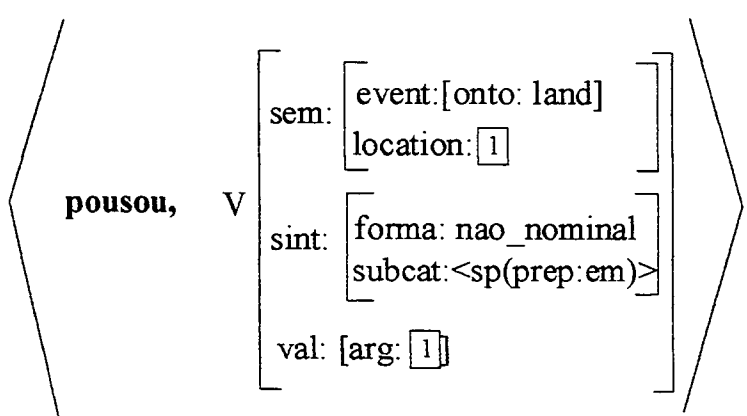 event:[onto: land]
sem:
location: 1
pousou, V
forma: nao_nominal
sint:
subcat:<sp(prep:em)>
val: [arg: 1]